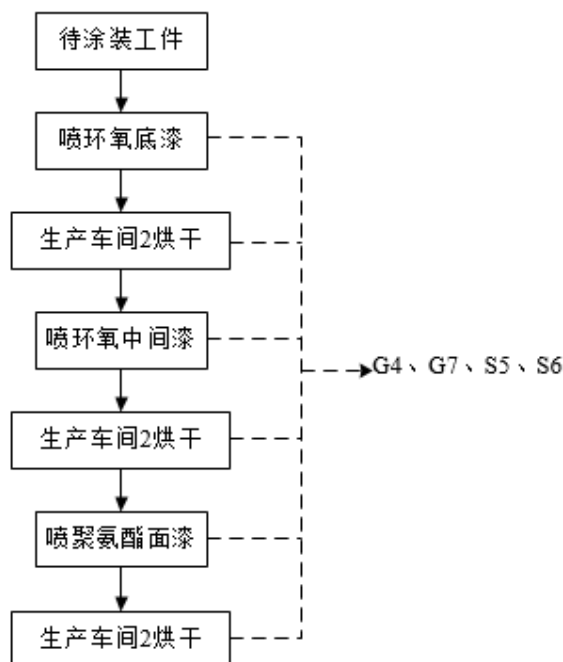 待涂装工件
喷环氧底漆
生产车间2烘干
喷环氧中间漆
G4、G7、S5、S6
生产车间2烘干
喷聚氨酯面漆
生产车间2烘干